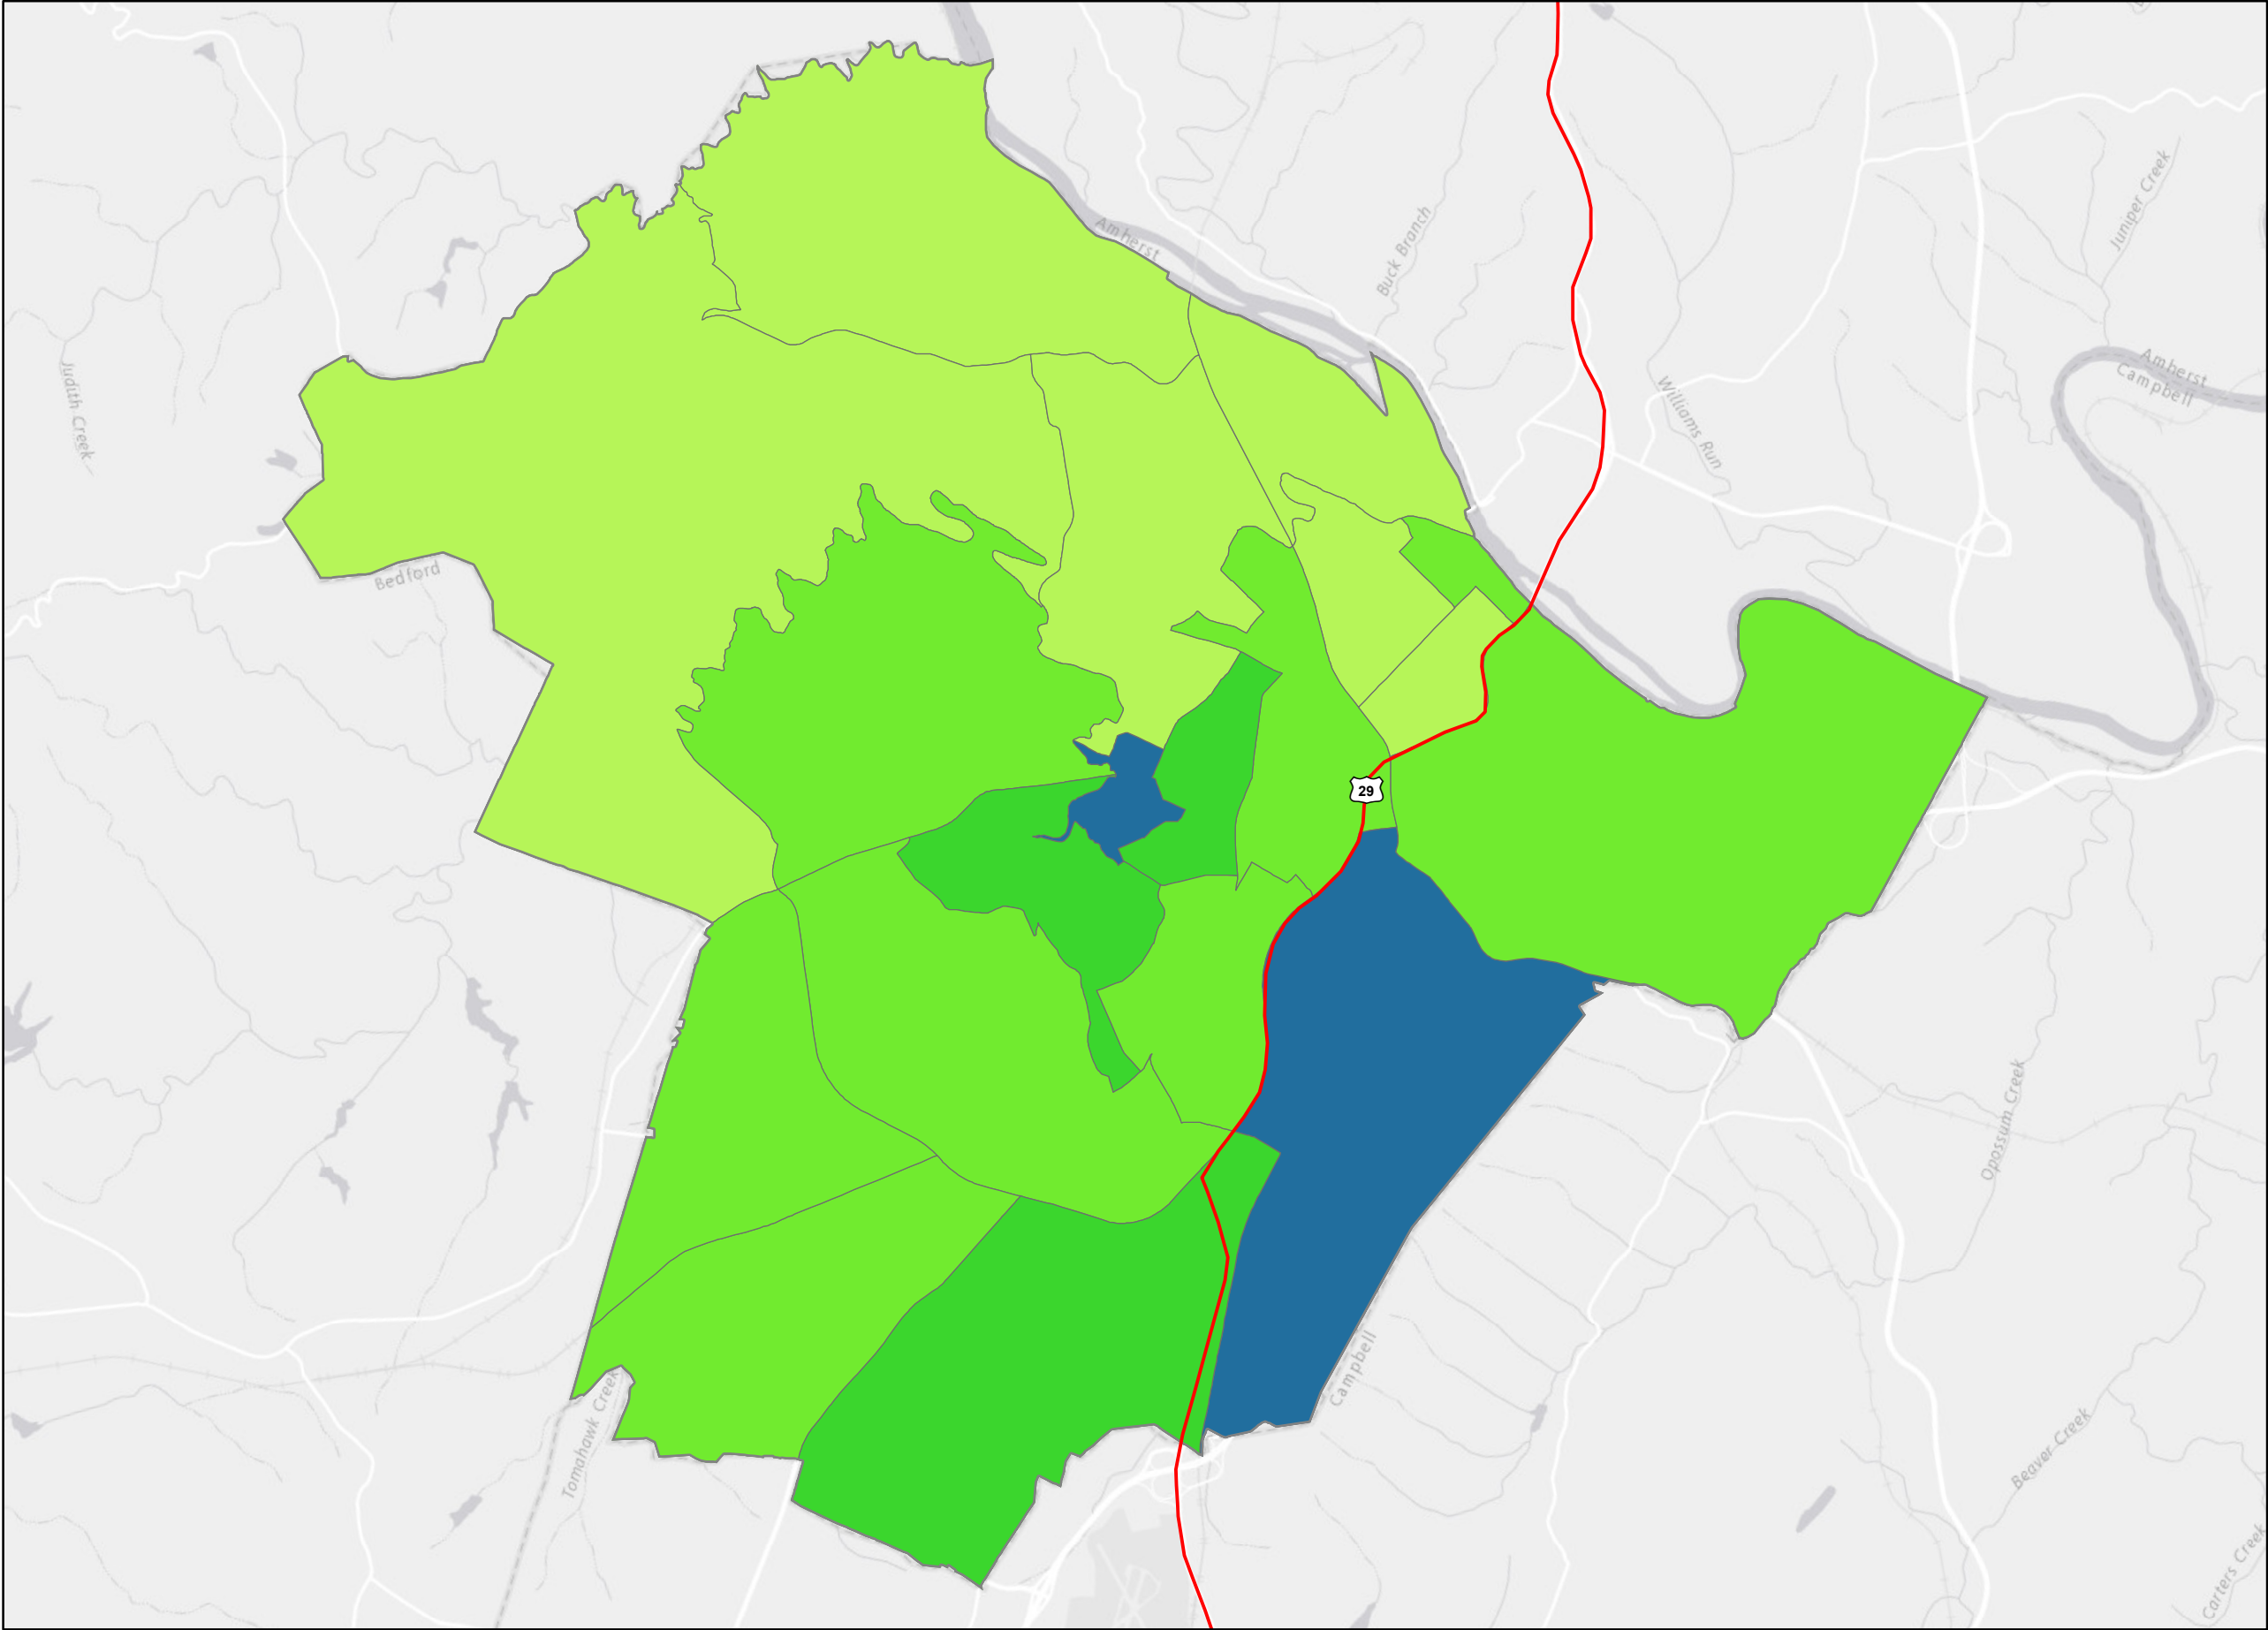 Amherst
Buck Branch
Juniper Creek
Judith Creek
Williams Run
Amherst
Campbell
Bedford
29
Opossum Creek
Campbell
Tomahawk Creek
Beaver Creek
Carters Creek